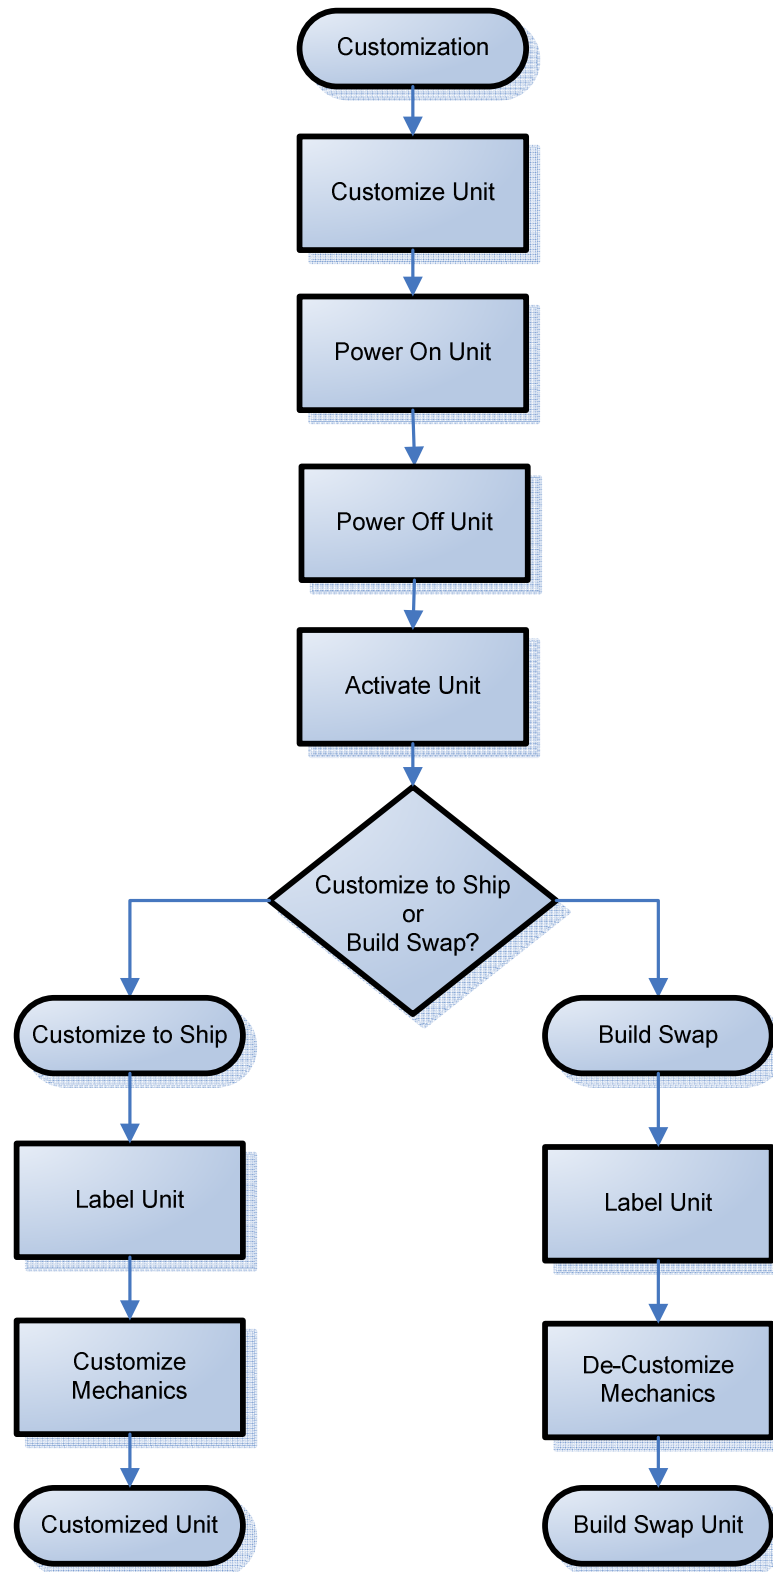 Customization
Customize Unit
Power On Unit
Power Off Unit
Activate Unit
Customize to Ship
or
Build Swap?
Customize to Ship
Build Swap
Label Unit
Label Unit
Customize
Mechanics
De-Customize
Mechanics
Customized Unit
Build Swap Unit